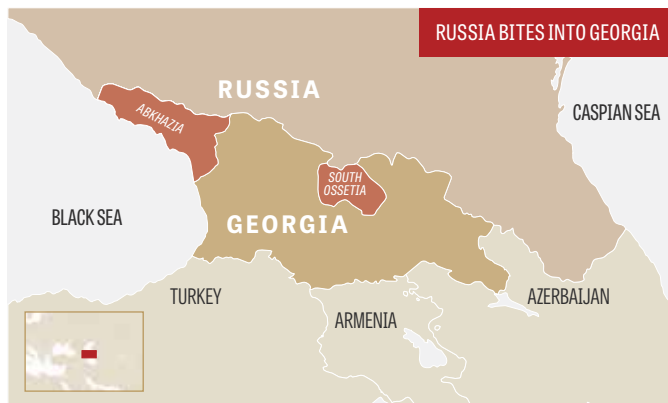 RUSSIA BITES INTO GEORGIA
RUSSIA
CASPIAN SEA
ABKHAZIA
SOUTH
OSSETIA
BLACK SEA
GEORGIA
TURKEY
AZERBAIJAN
ARMENIA